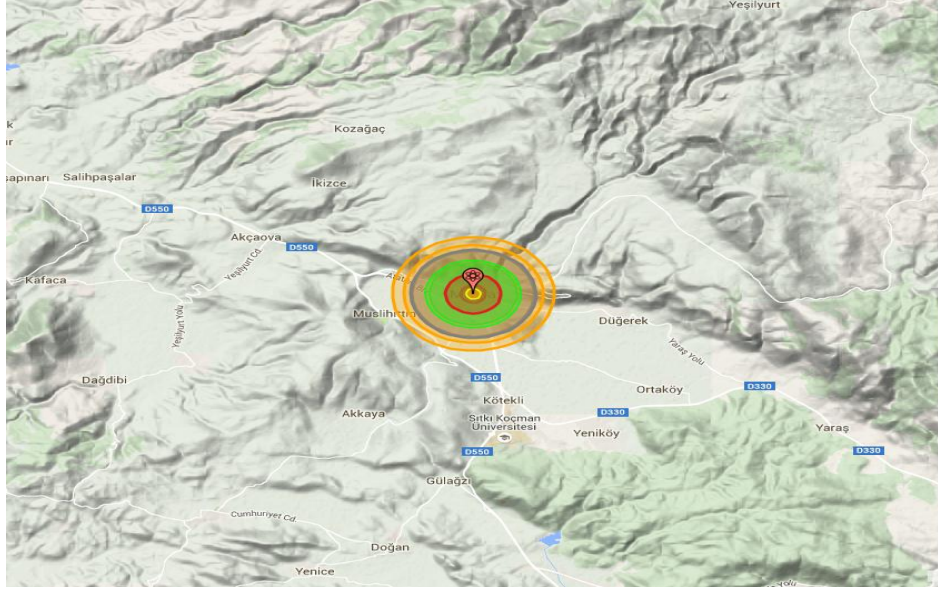 Yeşilyurt
Kozağaç
Salihpaşalar
İkizce
D550
Akçaova
D550
Yeşilyurt Cd.
Kafaca
Yeşilyurt Yolu
Düğerek
Yaraş Yolu
Dağdibi
D550
Ortaköy
D330
Kötekli
Akkaya
D330
Sıtkı Koçman
Üniversitesi
Yeniköy
Yaraş
D550
D330
Gülağzı
Cumhuriyet Cd.
Doğan
Yenice
Yolu